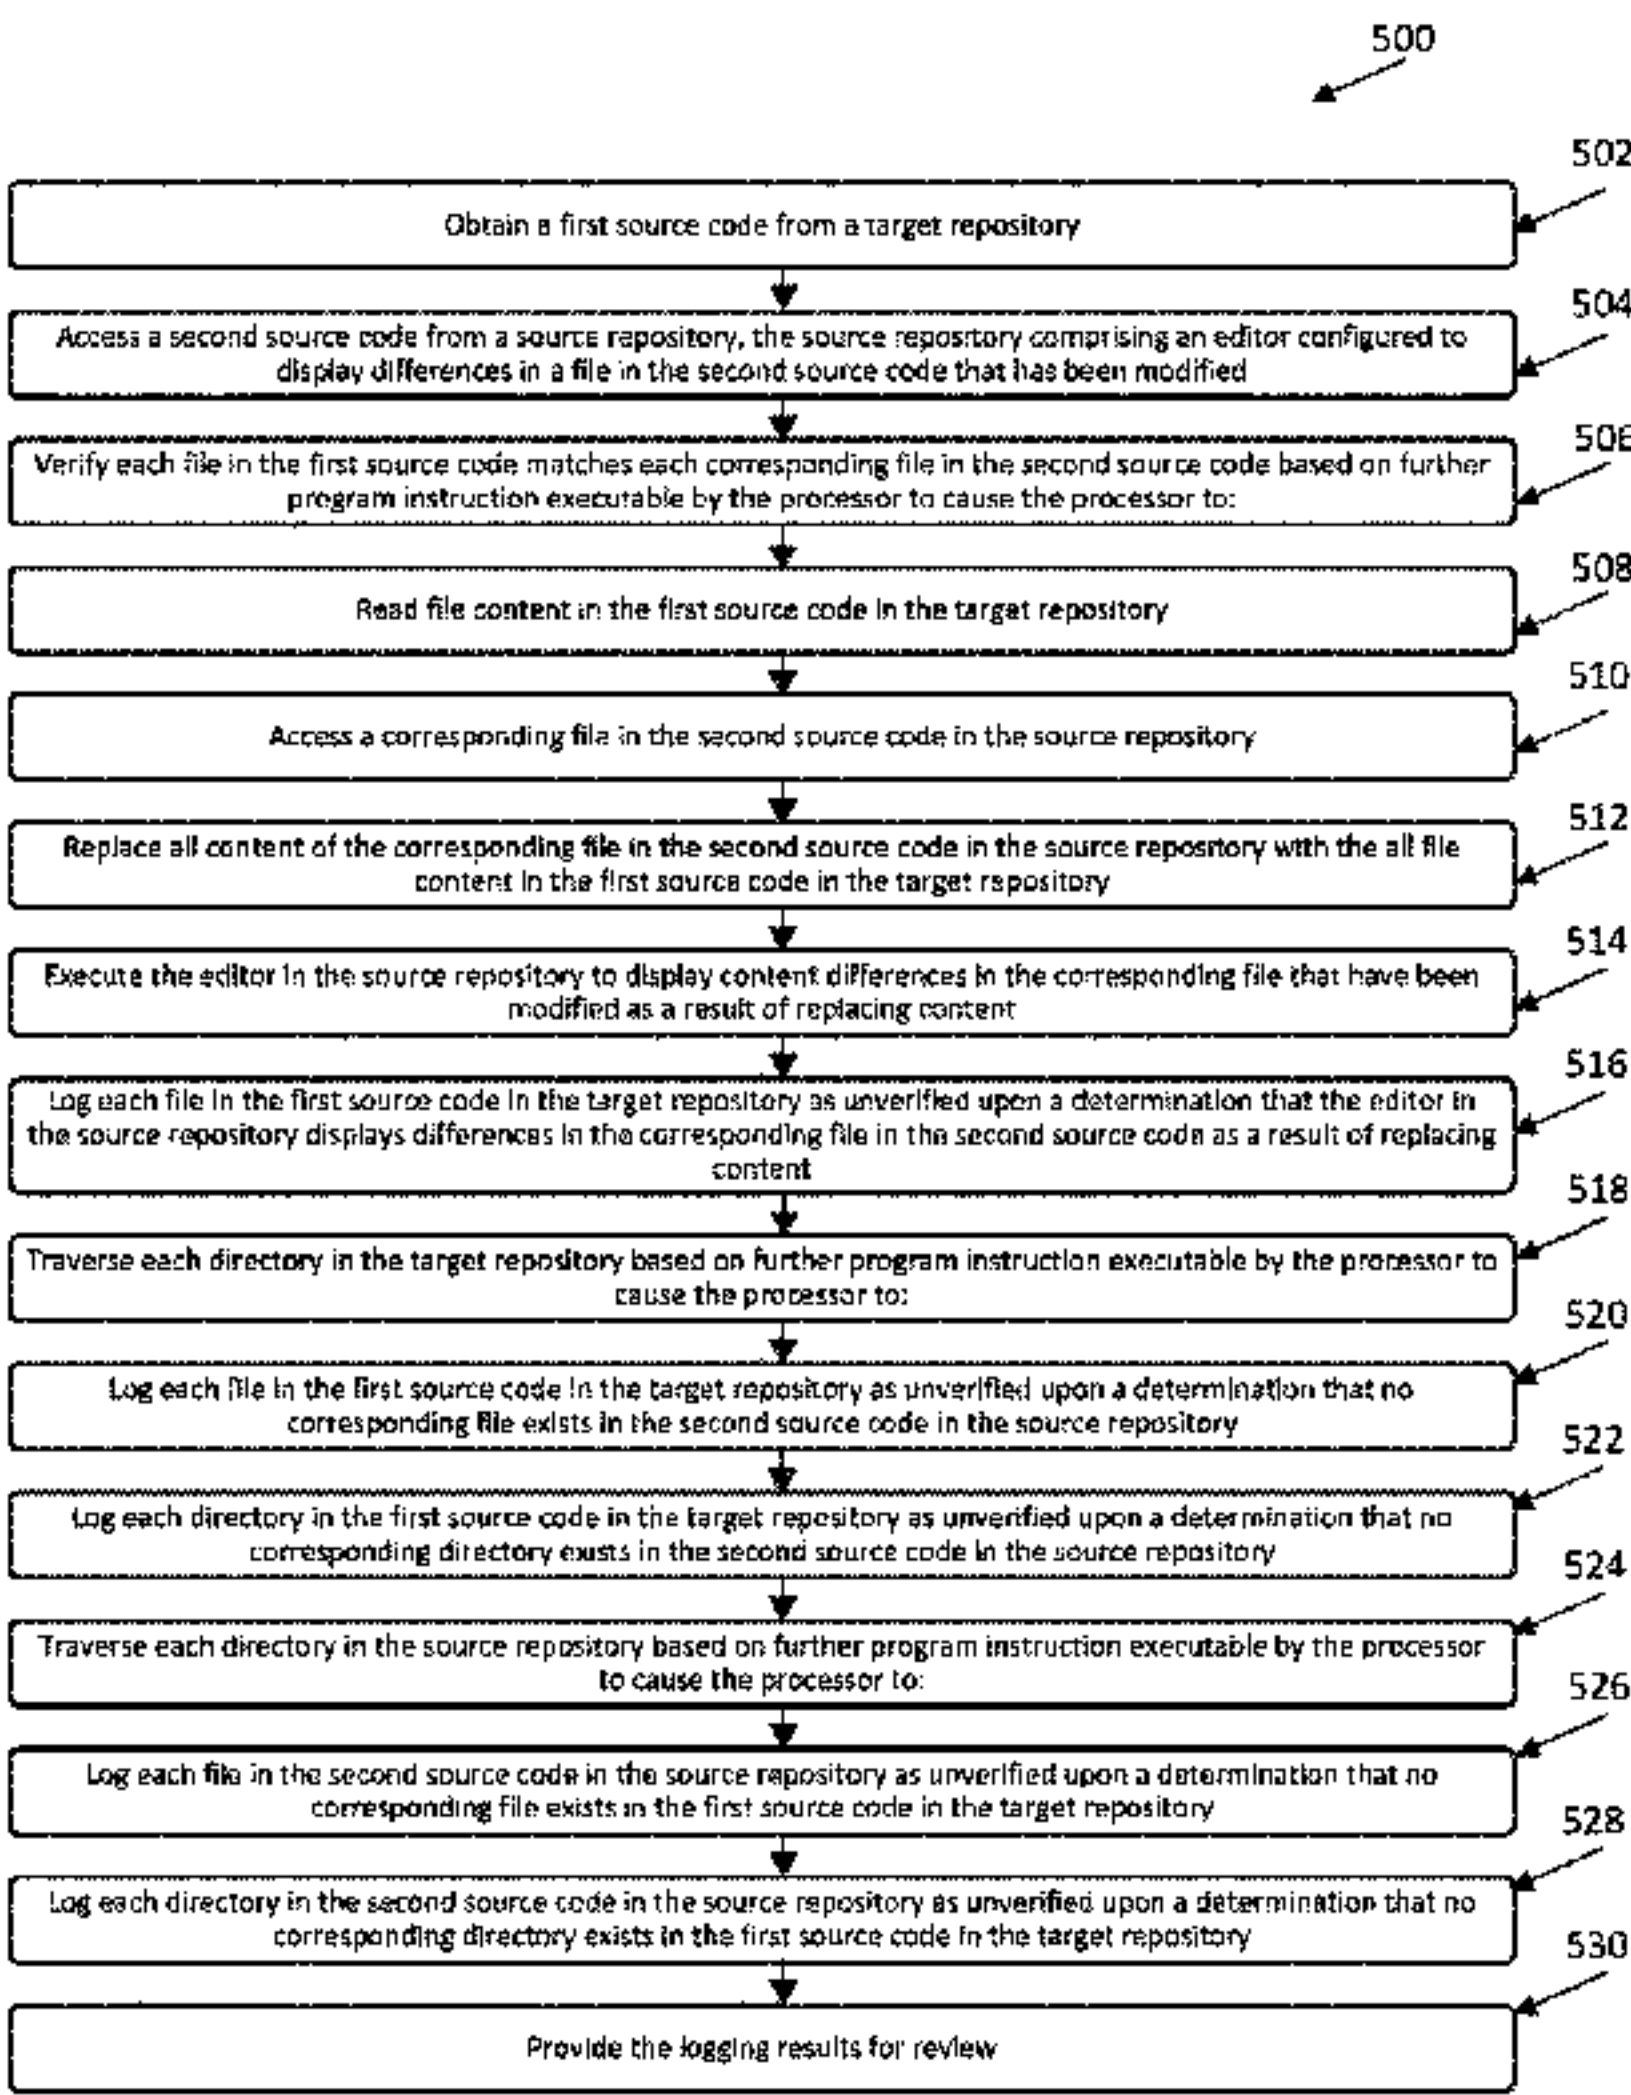 500
502
Obtain a first source code from a target repository
504
Access a second source code from a source repository, the source repository comprising an editor configured to
display differences in a file in the second source code that has been modified
506
Verify each file in the first source code matches each corresponding file in the second source code based on further
program instruction executable by the processor to cause the processor to:
508
Read file content in the first source code in the target repository
510
Access a corresponding file in the second source code in the source repository
512
Replace all content of the corresponding file in the second source code in the source repository with the all file
content in the first source code in the target repository
514
Execute the editor in the source repository to display content differences in the corresponding file that have been
modified as a result of replacing content
516
Log each file in the first source code in the target repository as unverified upon a determination that the editor in
the source repository displays differences in the corresponding file in the second source code as a result of replacing
content
518
Traverse each directory in the target repository based on further program instruction executable by the processor to
cause the processor to:
520
Log each file in the first source code in the target repository as unverified upon a determination that no
corresponding file exists in the second source code in the source repository
522
Log each directory in the first source code in the target repository as unverified upon a determination that no
corresponding directory exists in the second source code in the source repository
524
Traverse each directory in the source repository based on further program instruction executable by the processor
to cause the processor to:
526
Log each file in the second source code in the source repository as unverified upon a determination that no
corresponding file exists in the first source code in the target repository
528
Log each directory in the second source code in the source repository as unverified upon a determination that no
corresponding directory exists in the first source code in the target repository
530
Provide the logging results for review